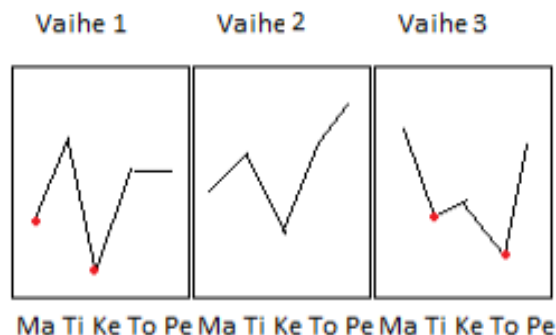 Vaihe 1 Vaihe 2 Vaihe 3
Ma Ti Ke To Pe Ma Ti Ke To Pe Ma Ti Ke To Pe